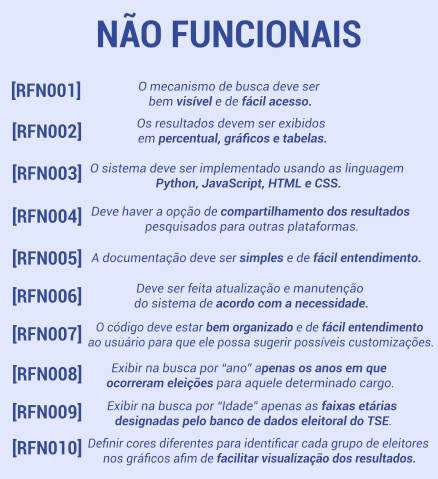 NÃO FUNCIONAIS
[RFN001] O mecanismo de busca deve ser
bem visível e de fácil acesso.
[RFN002] Os resultados devem ser exibidos
em percentual, gráficos e tabelas.
[RFN003] O sistema deve ser implementado usando as linguagem
Python, JavaScript, HTML e CSS.
[RFN004] Deve haver a opção de compartilhamento dos resultados
pesquisados para outras plataformas.
[RFN005] A documentação deve ser simples e de fácil entendimento.
[RFN006] Deve ser feita atualização e manutenção
do sistema de acordo com a necessidade.
[RFN007] O código deve estar bem organizado e de fácil entendimento
ao usuário para que ele possa sugerir possíveis customizações.
[RFN008] Exibir na busca por “ano” apenas os anos em que
ocorreram eleições para aquele determinado cargo.
[RFN009] Exibir na busca por “Idade” apenas as faixas etárias
designadas pelo banco de dados eleitoral do TSE.
[RFN010] Definir cores diferentes para identificar cada grupo de eleitores
nos gráficos afim de facilitar visualização dos resultados.